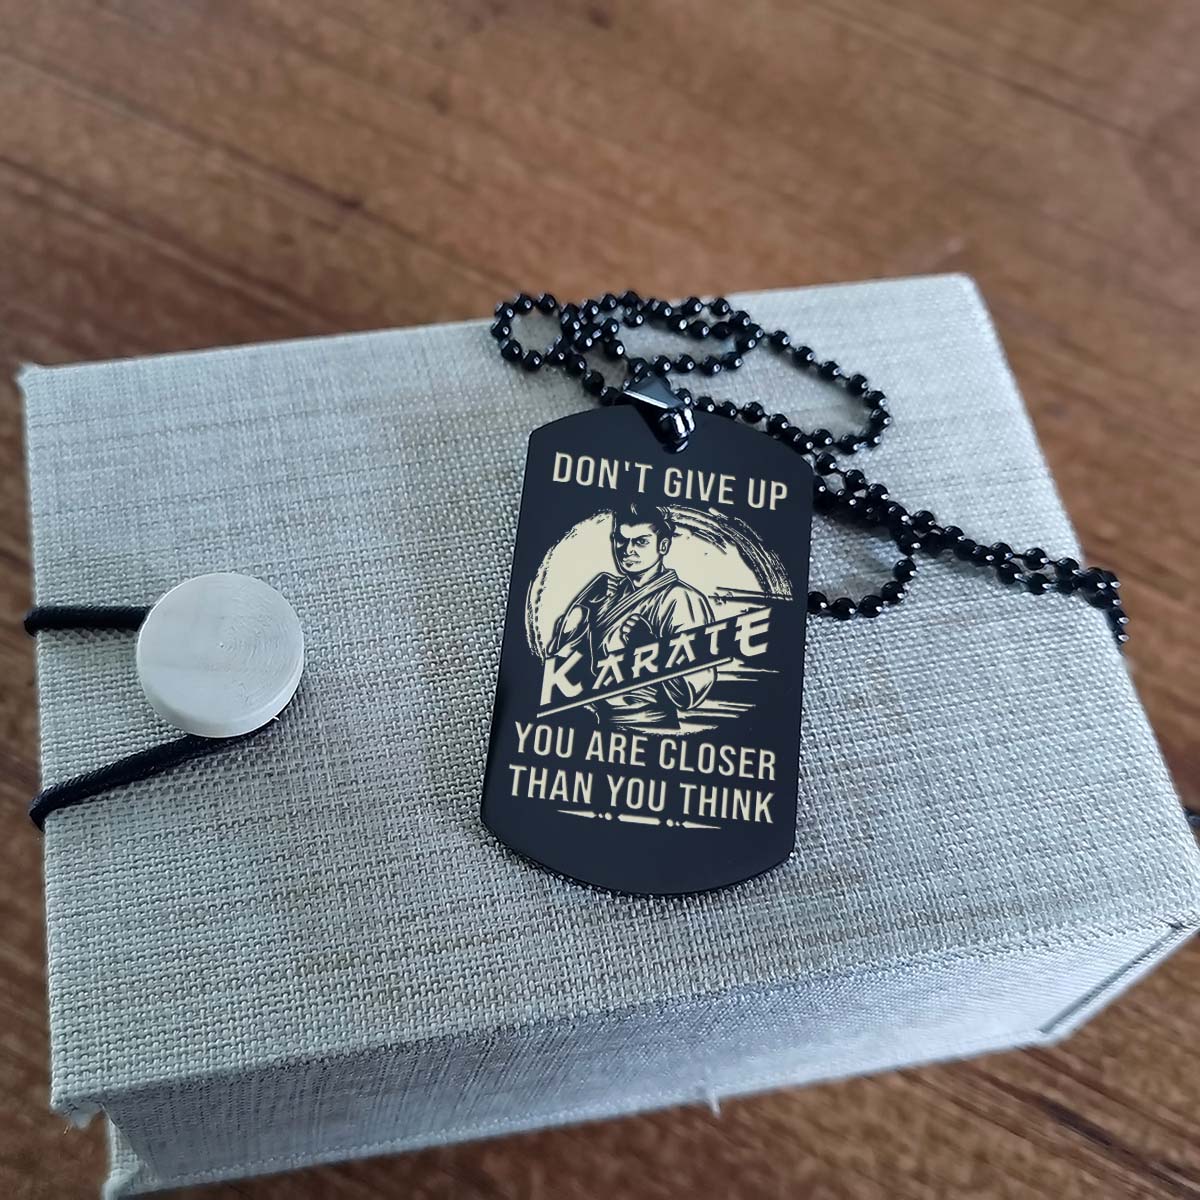 DON'T GIVE UP
KARATE
YOU ARE CLOSER
THAN YOU THINK